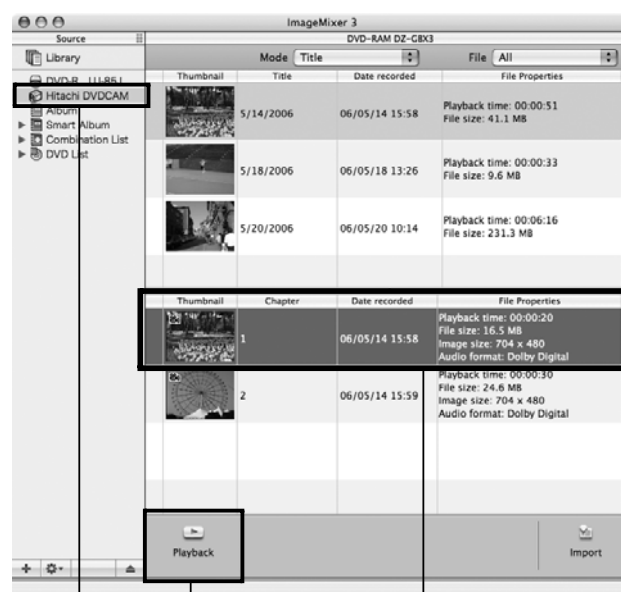 ImageMixer 3
Source
DVD-RAM DZ-GBX3
Library
Mode Title
File All
Hitachi DVDCAM
Album
Smart Album
Combination List
DVD List
Thumbnail Title Date recorded File Properties
5/14/2006 06/05/14 15:58 Playback time: 00:00:51
File size: 41.1 MB
5/18/2006 06/05/18 13:26 Playback time: 00:00:33
File size: 9.6 MB
5/20/2006 06/05/20 10:14 Playback time: 00:06:16
File size: 231.3 MB
Thumbnail Chapter Date recorded File Properties
1 06/05/14 15:58 Playback time: 00:00:20
File size: 16.5 MB
Image size: 704 x 480
Audio format: Dolby Digital
2 06/05/14 15:59 Playback time: 00:00:30
File size: 24.6 MB
Image size: 704 x 480
Audio format: Dolby Digital
Playback
Import